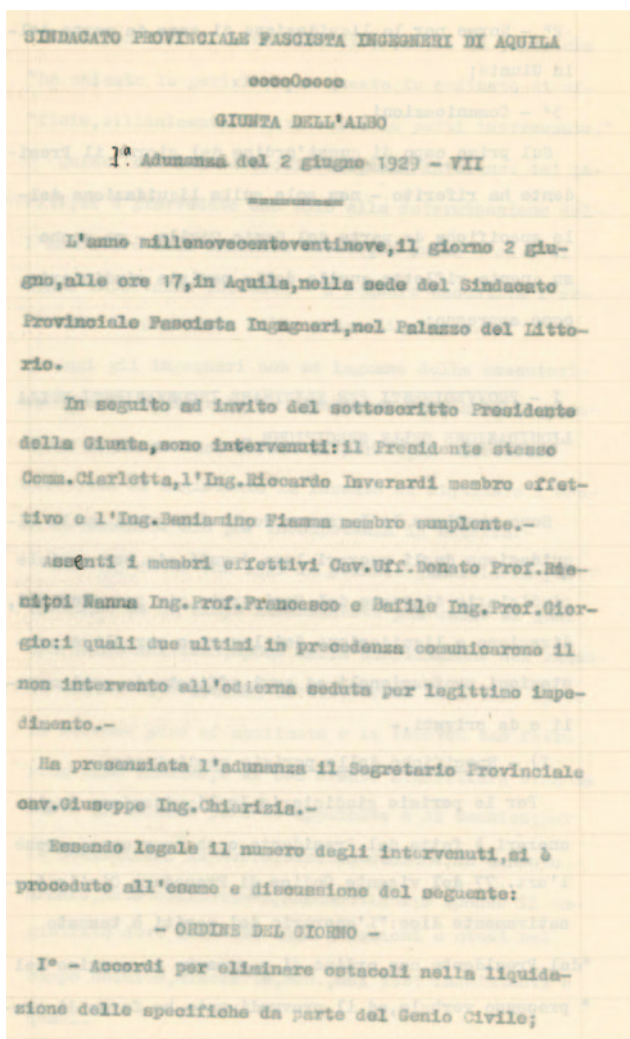 SINDACATO PROVINCIALE FASCISTA INGEGNERI DI AQUILA
ooooOoooo
GIUNTA DELL'ALBO
1ª Adunanza del 2 giugno 1929 - VII
=========
L'anno millenovecentoventinove,il giorno 2 giu-
gno,alle ore 17,in Aquila,nella sede del Sindacato
Provinciale Fascista Ingegneri,nel Palazzo del Litto-
rio.
In seguito ad invito del sottoscritto Presidente
della Giunta,sono intervenuti:il Presidente stesso
Comm.Ciarletta,l'Ing.Riccardo Inverardi membro effet-
tivo e l'Ing.Beniamino Fiamma membro supplente.-
Assenti i membri effettivi Cav.Uff.Donato Prof.
Nanna Ing.Prof.Francesco e Bafile Ing.Prof.Gior-
gio:i quali due ultimi in precedenza comunicarono il
non intervento all'odierna seduta per legittimo impe-
dimento.-
Ha presenziata l'adunanza il Segretario Provinciale
cav.Giuseppe Ing.Chiarizia.-
Essendo legale il numero degli intervenuti,si è
proceduto all'esame e discussione del seguente:
- ORDINE DEL GIORNO -
I° - Accordi per eliminare ostacoli nella liquida-
zione delle specifiche da parte del Genio Civile;